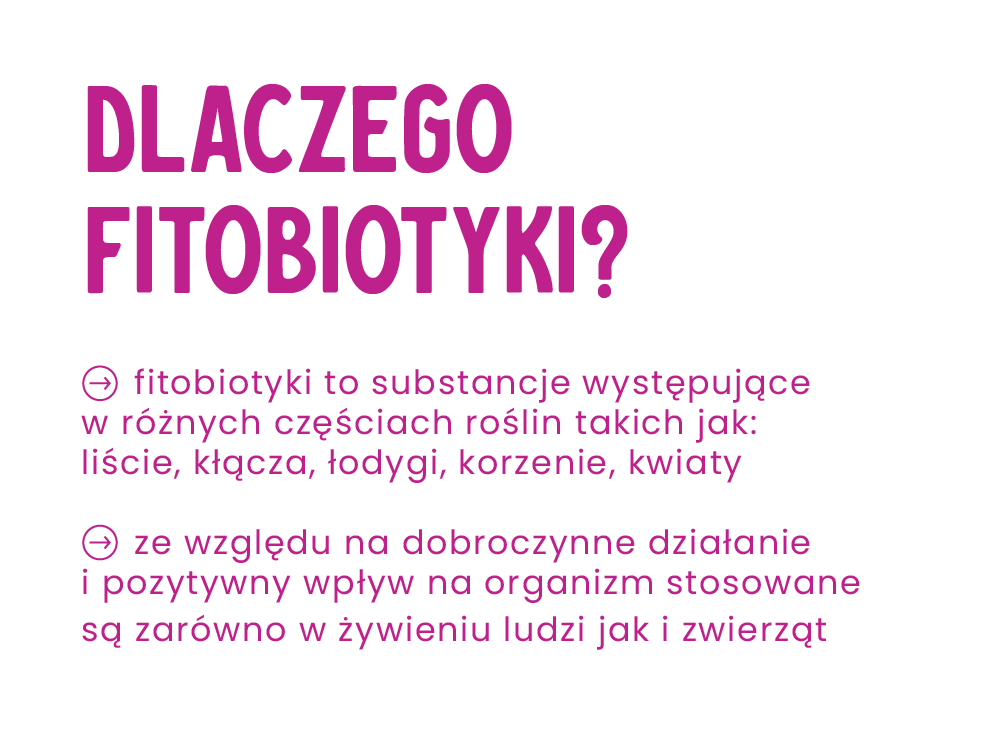 DLACZEGO
FITOBIOTYKI?
→ fitobiotyki to substancje występujące
w różnych częściach roślin takich jak:
liście, kłącza, łodygi, korzenie, kwiaty
→ ze względu na dobroczynne działanie
i pozytywny wpływ na organizm stosowane
są zarówno w żywieniu ludzi jak i zwierząt